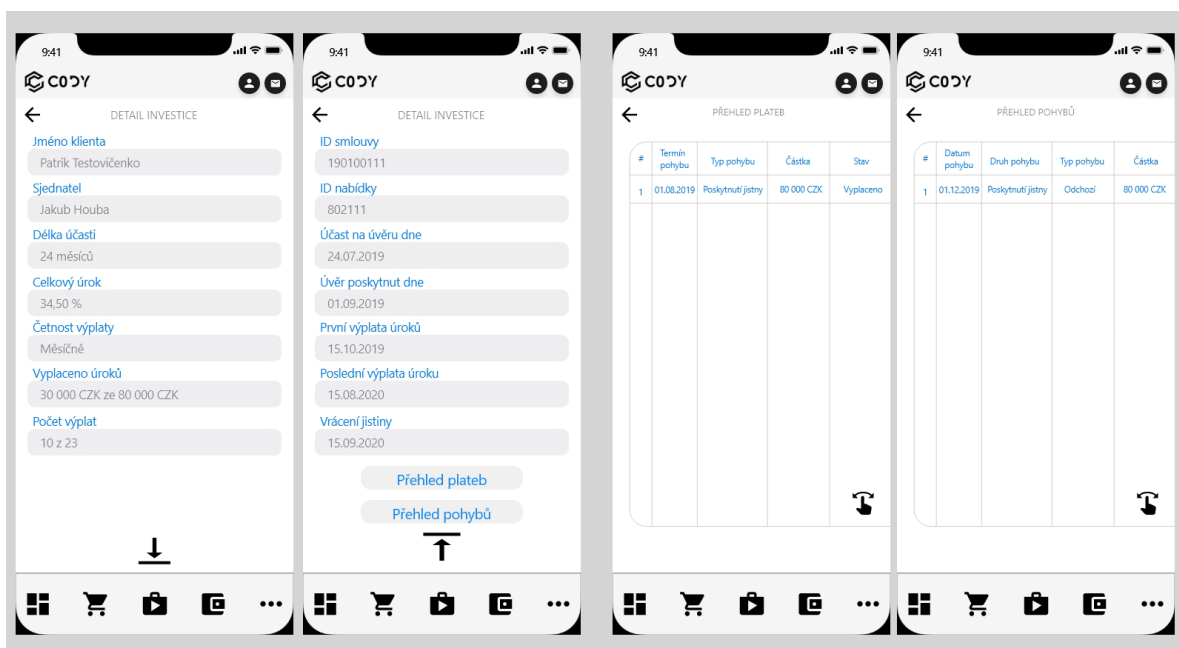 9:41
CODY
DETAIL INVESTICE
Jméno klienta
Patrik Testovičenko
Sjednatel
Jakub Houba
Délka účasti
24 měsíců
Celkový úrok
34,50 %
Četnost výplaty
Měsíčně
Vyplaceno úroků
30 000 CZK ze 80 000 CZK
Počet výplat
10 z 23
9:41
CODY
DETAIL INVESTICE
ID smlouvy
190100111
ID nabídky
802111
Účast na úvěru dne
24.07.2019
Úvěr poskytnut dne
01.09.2019
První výplata úroků
15.10.2019
Poslední výplata úroku
15.08.2020
Vrácení jistiny
15.09.2020
Přehled plateb
Přehled pohybů
9:41
CODY
PŘEHLED PLATEB
# Termín pohybu Typ pohybu Částka Stav
1 01.08.2019 Poskytnutí jistny 80 000 CZK Vyplaceno
9:41
CODY
PŘEHLED POHYBŮ
# Datum pohybu Druh pohybu Typ pohybu Částka
1 01.12.2019 Poskytnutí jistny Odchozí 80 000 CZK